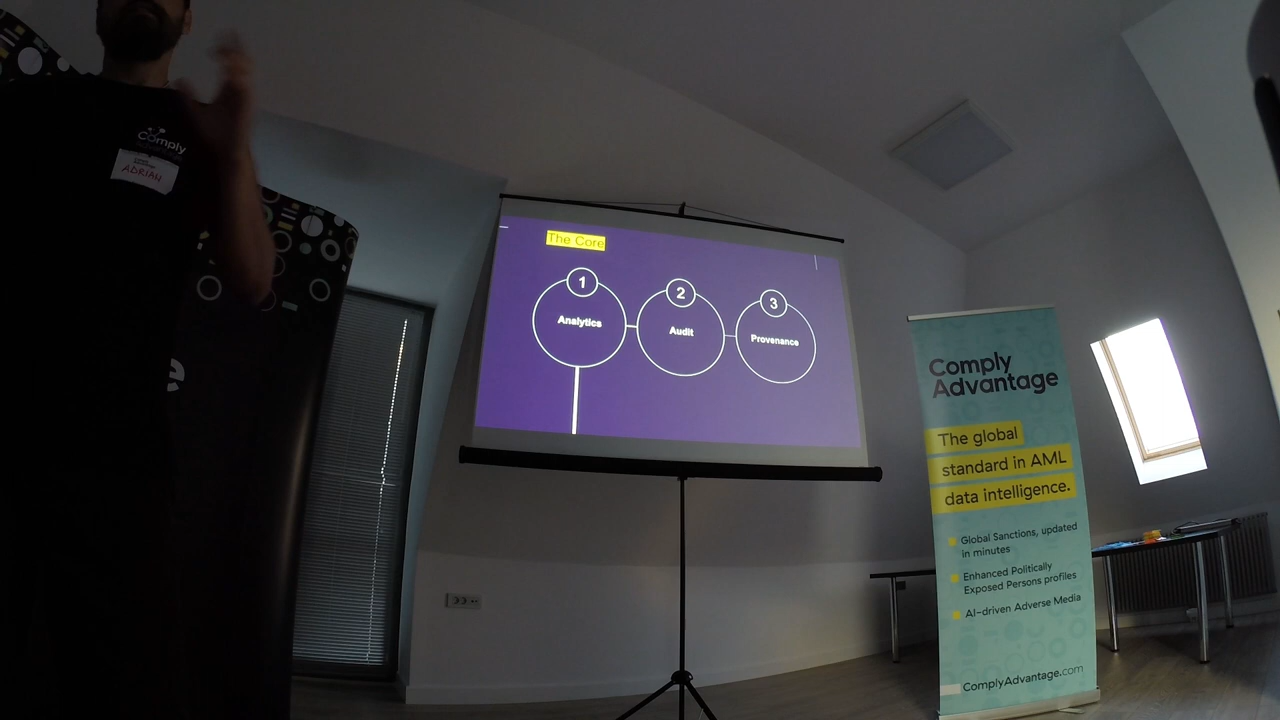 Comply
ADRIAN
e
The Core
1
2
3
Analytics
Audit
Provenance
Comply
Advantage
The global
standard in AML
data intelligence.
Global Sanctions, updated
in minutes
Enhanced Politically
Exposed Persons profiles
AI-driven Adverse Media
ComplyAdvantage.com